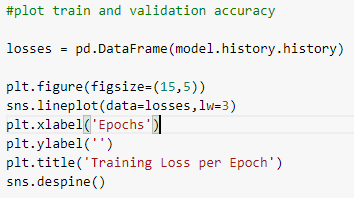 #plot train and validation accuracy
losses = pd.DataFrame(model.history.history)
plt.figure(figsize=(15,5))
sns.lineplot(data=losses,lw=3)
plt.xlabel('Epochs')
plt.ylabel('')
plt.title('Training Loss per Epoch')
sns.despine()